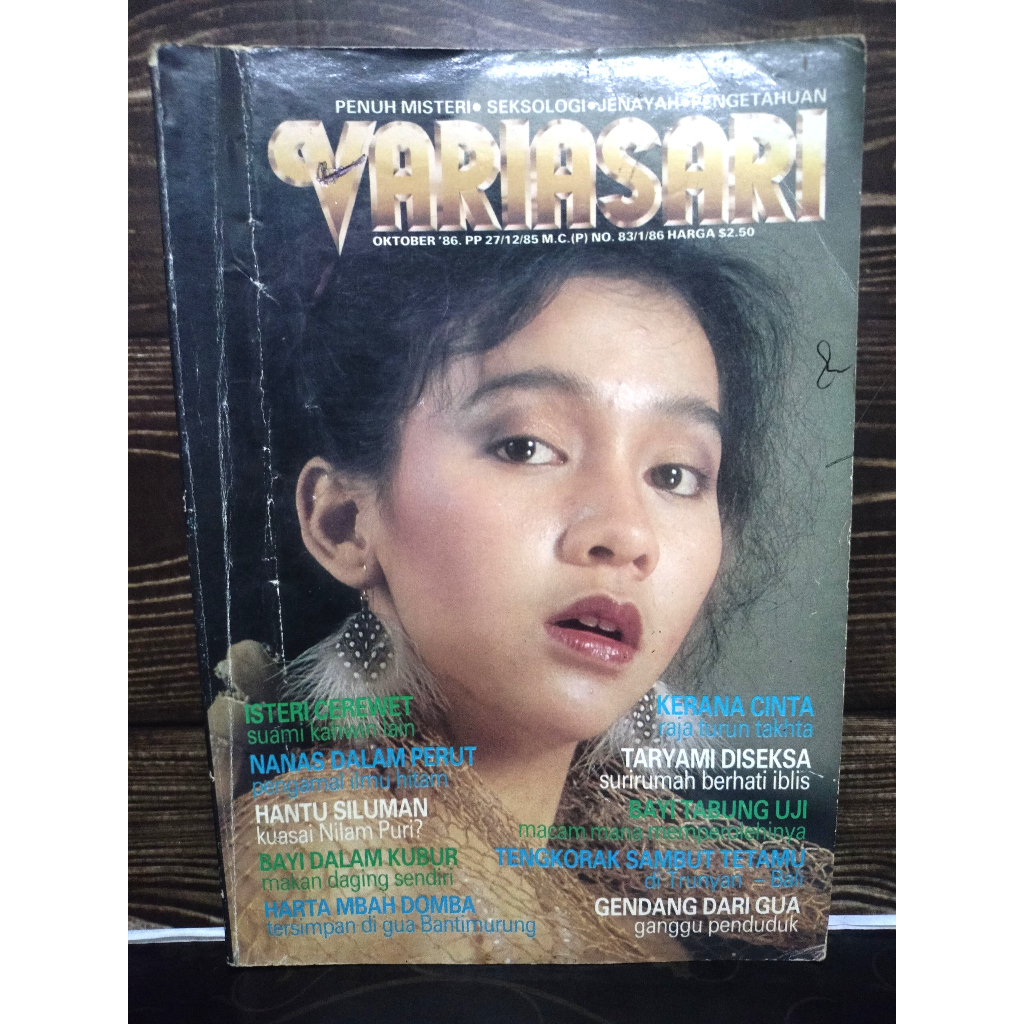 PENUH MISTERI • SEKSOLOGI • JENAYAH • PENGETAHUAN
VARIASARI
OKTOBER '86. PP 27/12/85 M.C.(P) NO. 83/1/86 HARGA $2.50
ISTERI CEREWET
suami kahwin lain
NANAS DALAM PERUT
pengamal ilmu hitam
HANTU SILUMAN
kuasai Nilam Puri?
BAYI DALAM KUBUR
makan daging sendiri
HARTA MBAH DOMBA
tersimpan di gua Bantimurung
KERANA CINTA
raja turun takhta
TARYAMI DISEKSA
surirumah berhati iblis
BAYI TABUNG UJI
macam mana memperolehinya
TENGKORAK SAMBUT TETAMU
di Trunyan - Bali
GENDANG DARI GUA
ganggu penduduk